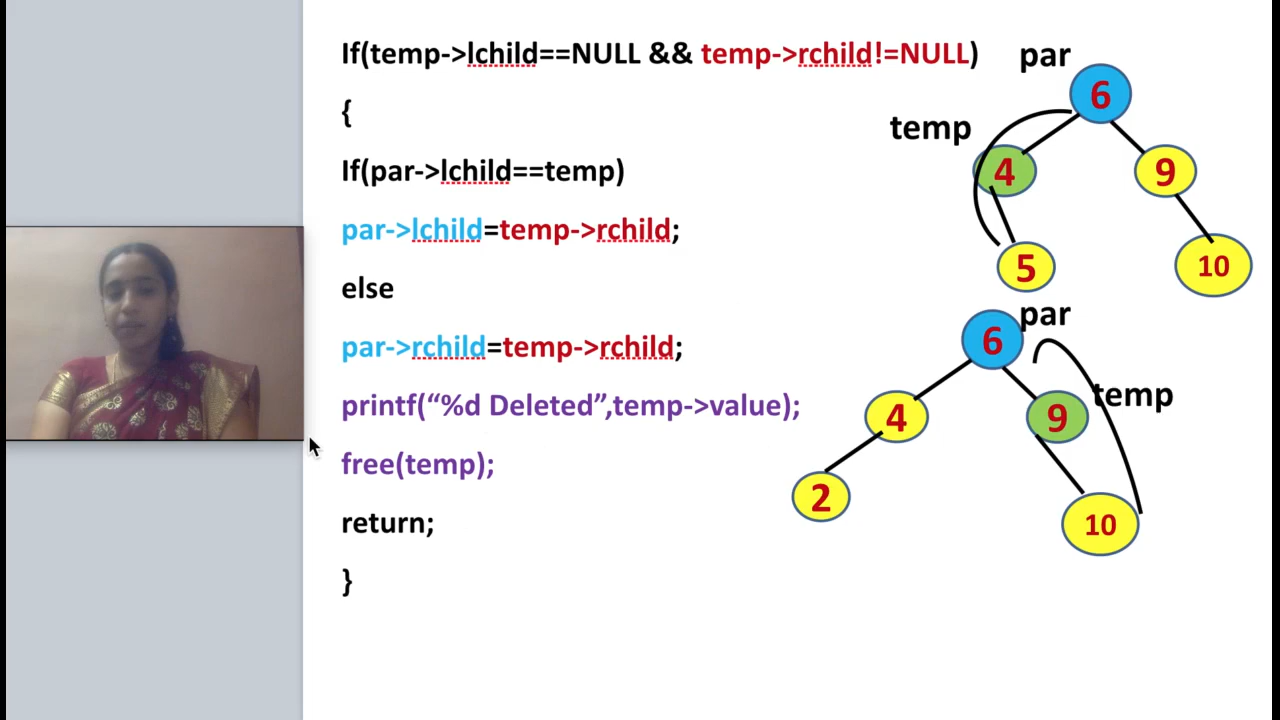 If(temp->lchild==NULL && temp->rchild!=NULL)
{
If(par->lchild==temp)
par->lchild=temp->rchild;
else
par->rchild=temp->rchild;
printf(“%d Deleted”,temp->value);
free(temp);
return;
}
par
6
temp
4
9
5
10
par
6
temp
4
9
2
10